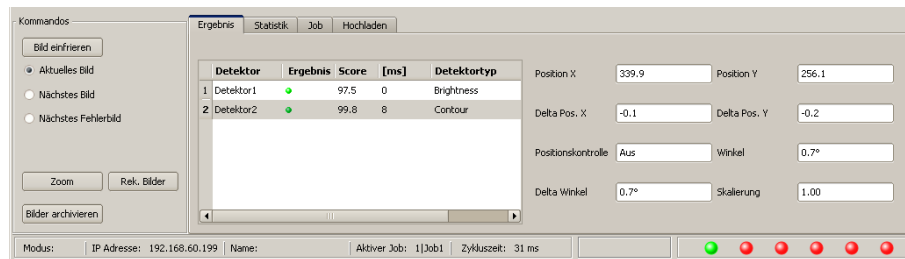 Kommandos
Bild einfrieren
Aktuelles Bild
Nächstes Bild
Nächstes Fehlerbild
Zoom Rek. Bilder
Bilder archivieren
Ergebnis Statistik Job Hochladen
Detektor Ergebnis Score [ms] Detektortyp
1 Detektor1 97.5 0 Brightness
2 Detektor2 99.8 8 Contour
Position X 339.9 Position Y 256.1
Delta Pos. X -0.1 Delta Pos. Y -0.2
Positionskontrolle Aus Winkel 0.7°
Delta Winkel 0.7° Skalierung 1.00
Modus: IP Adresse: 192.168.60.199 Name: Aktiver Job: 1|Job1 Zykluszeit: 31 ms